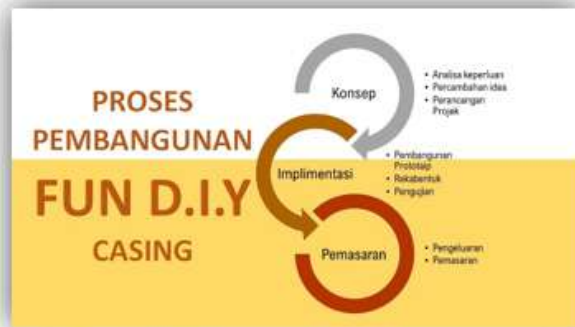 PROSES
PEMBANGUNAN
FUN D.I.Y
CASING
Konsep
• Analisa keperluan
• Percambahan idea
• Perancangan
Projek
Implimentasi
• Pembangunan
Prototaip
• Rekabentuk
• Pengujian
Pemasaran
• Pengeluaran
• Pemasaran